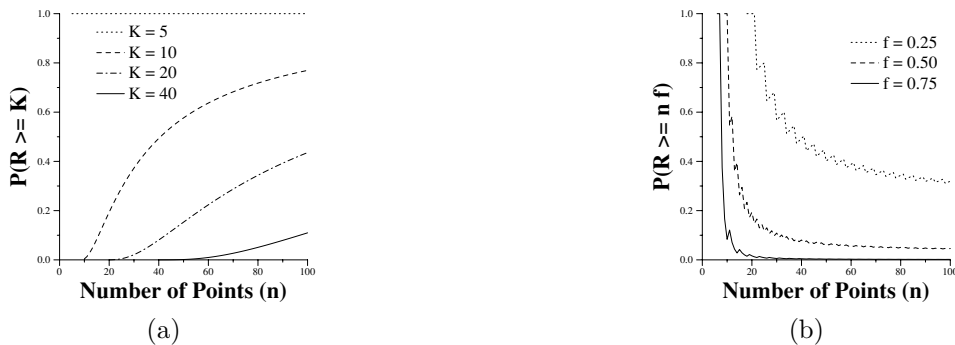 P(R >= K)
1.0
0.8
0.6
0.4
0.2
0.0
K = 5
K = 10
K = 20
K = 40
0 20 40 60 80 100
Number of Points (n)
(a)
P(R >= n f)
1.0
0.8
0.6
0.4
0.2
0.0
f = 0.25
f = 0.50
f = 0.75
0 20 40 60 80 100
Number of Points (n)
(b)